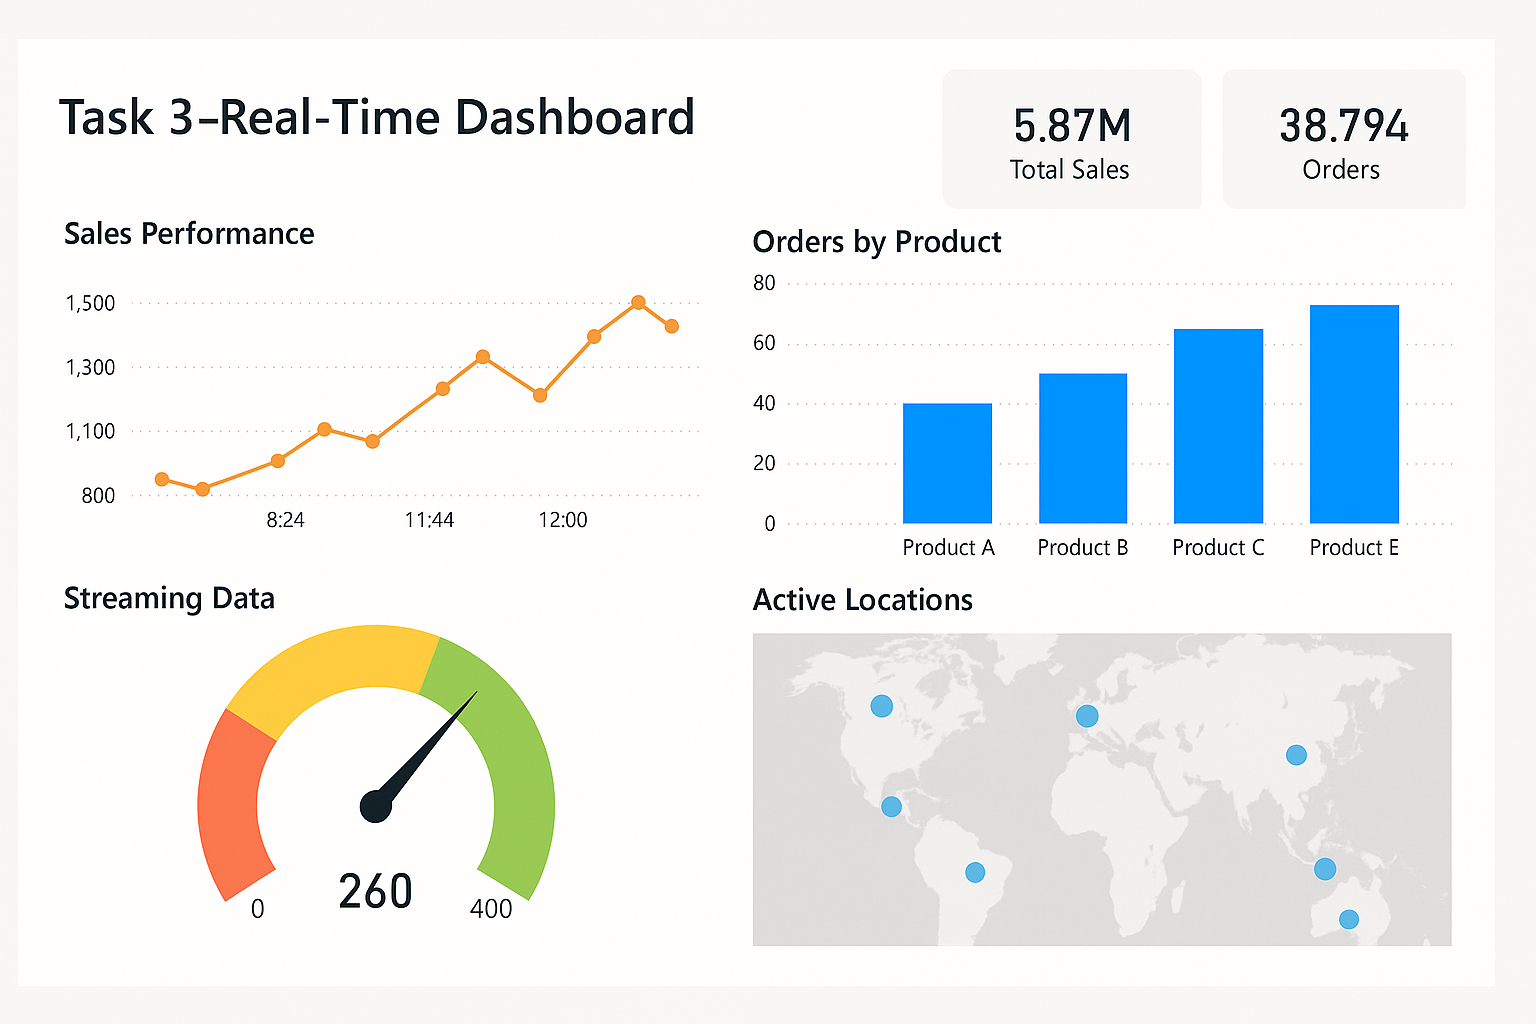 Task 3–Real-Time Dashboard
5.87M
Total Sales
38.794
Orders
Sales Performance
1,500
1,300
1,100
800
8:24 11:44 12:00
Orders by Product
80
60
40
20
0
Product A Product B Product C Product E
Streaming Data
260
0 400
Active Locations